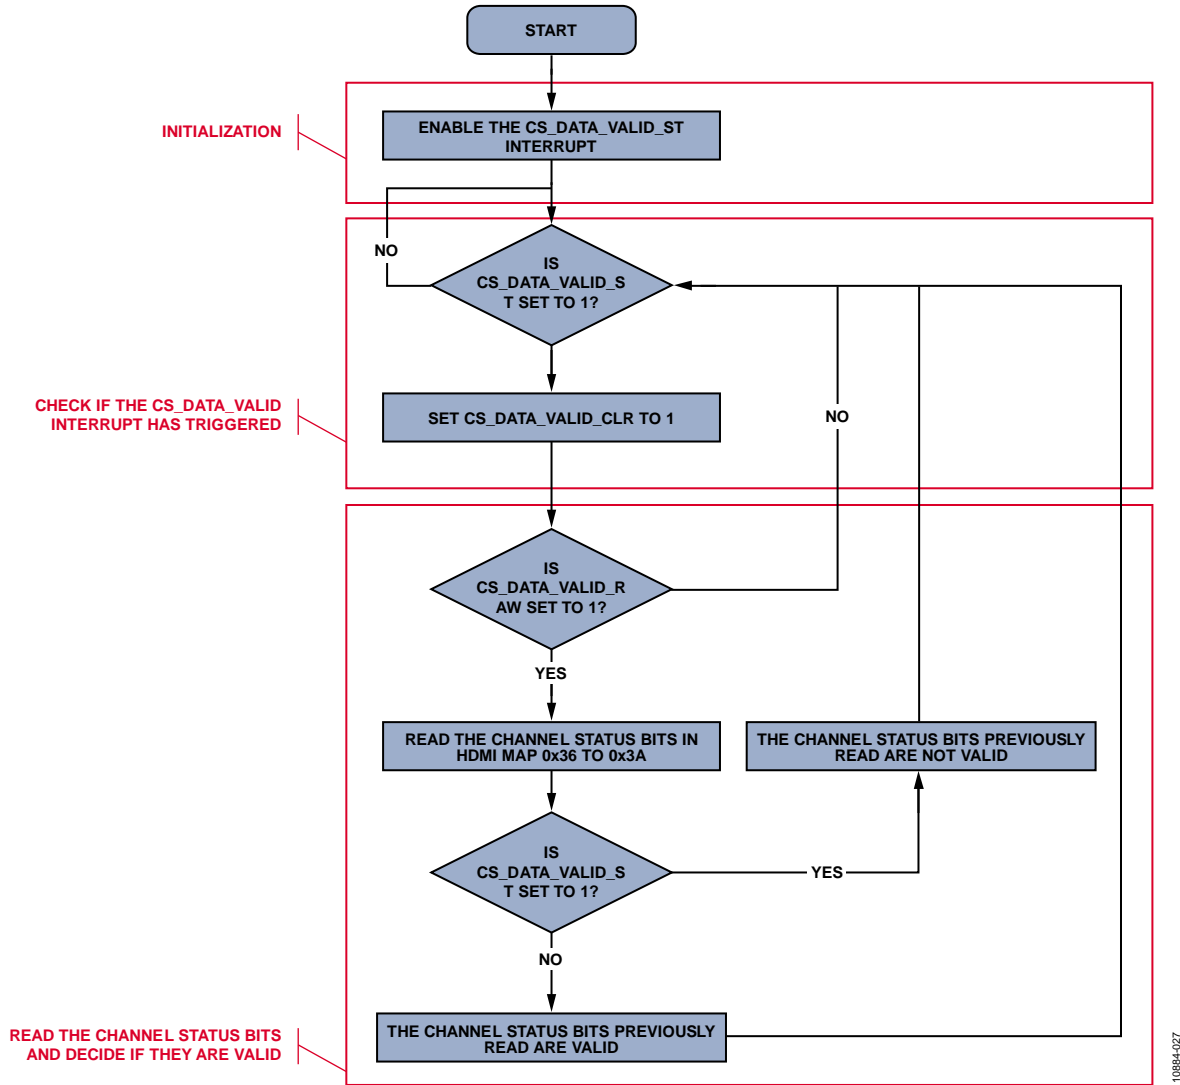 START
INITIALIZATION
ENABLE THE CS_DATA_VALID_ST
INTERRUPT
NO
IS
CS_DATA_VALID_S
T SET TO 1?
CHECK IF THE CS_DATA_VALID
INTERRUPT HAS TRIGGERED
SET CS_DATA_VALID_CLR TO 1
NO
IS
CS_DATA_VALID_R
AW SET TO 1?
YES
READ THE CHANNEL STATUS BITS IN
HDMI MAP 0x36 TO 0x3A
THE CHANNEL STATUS BITS PREVIOUSLY
READ ARE NOT VALID
IS
CS_DATA_VALID_S
T SET TO 1?
YES
NO
READ THE CHANNEL STATUS BITS
AND DECIDE IF THEY ARE VALID
THE CHANNEL STATUS BITS PREVIOUSLY
READ ARE VALID
10884-027